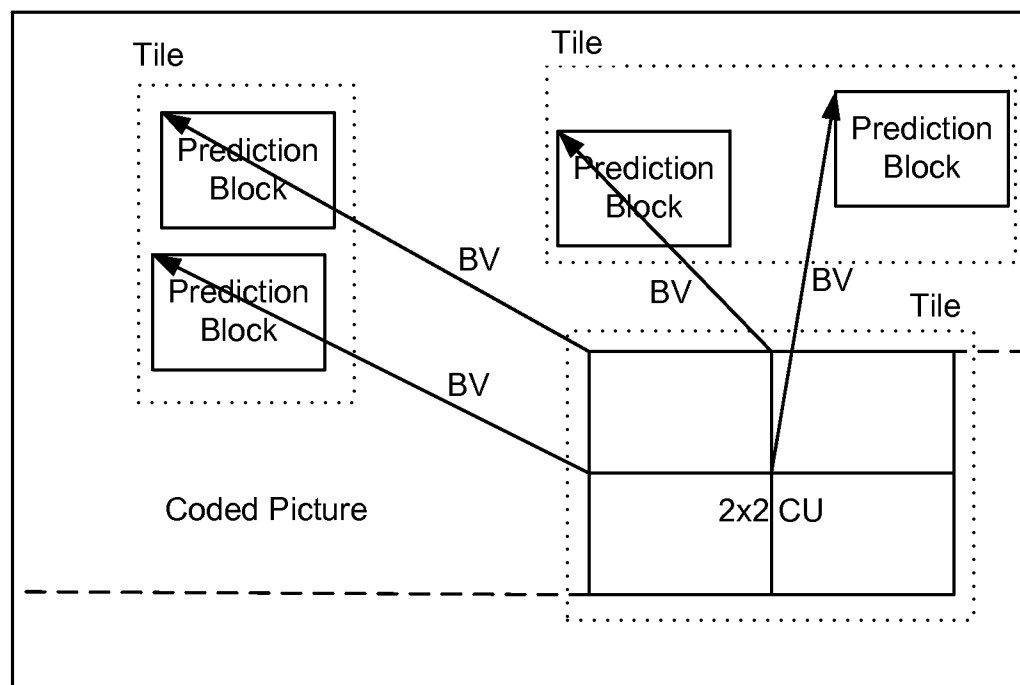 Tile
Tile
Prediction
Block
Prediction
Block
Prediction
Block
BV
BV
BV
Prediction
Block
Tile
BV
Coded Picture
2x2 CU